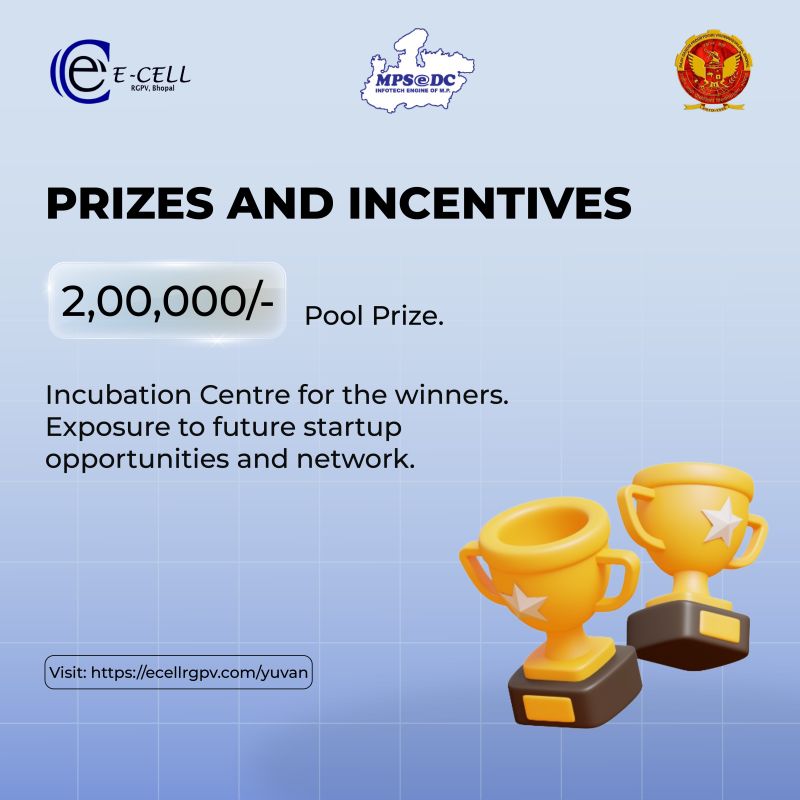 E-CELL
RGPV, Bhopal
MPS@DC
INFOTECH ENGINE OF M.P.
PRIZES AND INCENTIVES
2,00,000/- Pool Prize.
Incubation Centre for the winners.
Exposure to future startup
opportunities and network.
Visit: https://ecellrgpv.com/yuvan